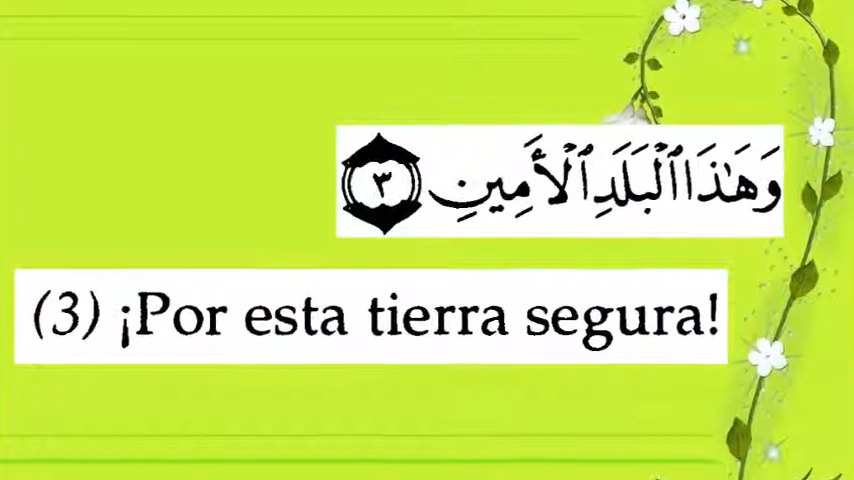 وَهَٰذَا ٱلْبَلَدِ ٱلْأَمِينِ ٣
(3) ¡Por esta tierra segura!